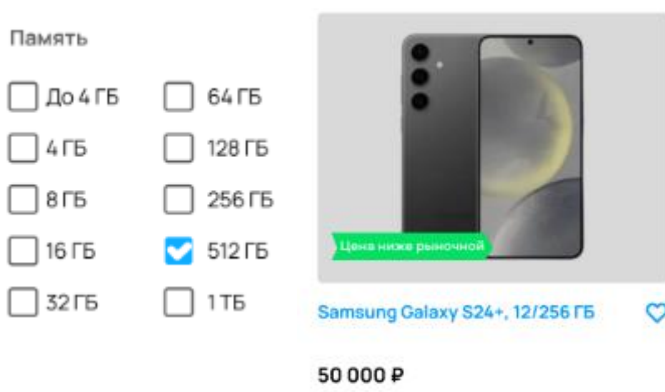 Память
До 4 ГБ
64 ГБ
4 ГБ
128 ГБ
8 ГБ
256 ГБ
16 ГБ
512 ГБ
32 ГБ
1 ТБ
Цена ниже рыночной
Samsung Galaxy S24+, 12/256 ГБ
50 000 ₽